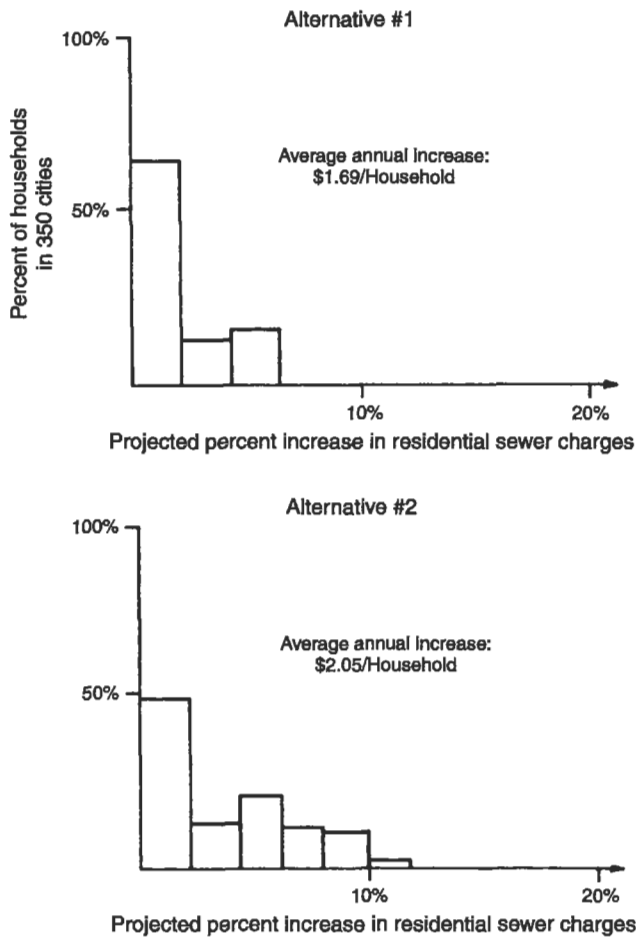 Alternative #1
100%
Percent of households
in 350 cities
Average annual increase:
$1.69/Household
50%
10%
20%
Projected percent increase in residential sewer charges
Alternative #2
100%
Average annual increase:
$2.05/Household
50%
10%
20%
Projected percent increase in residential sewer charges